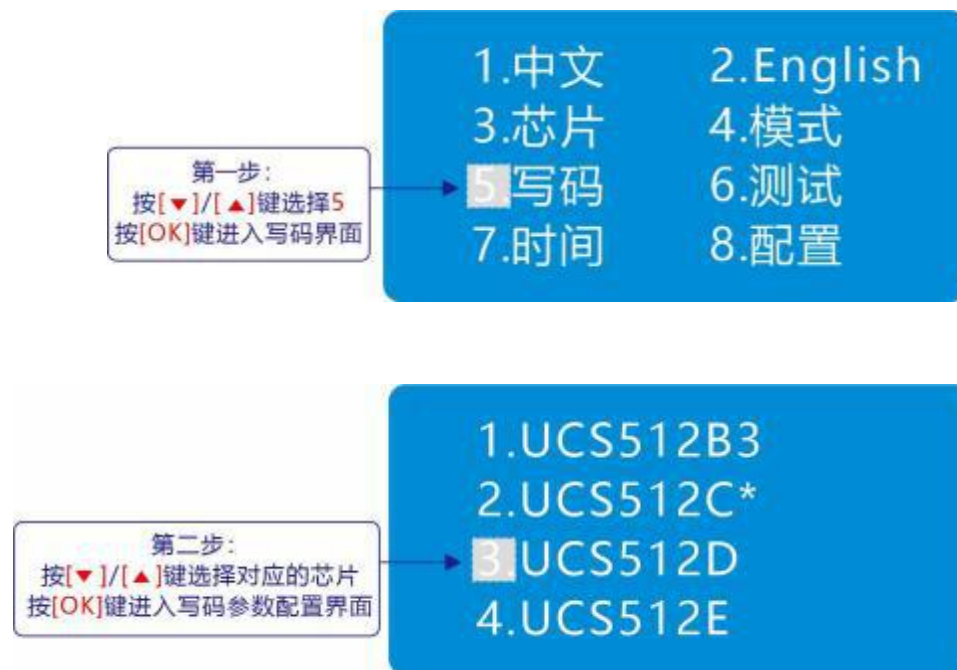 1.中文 2.English
3.芯片 4.模式
第一步:
按[▼]/[▲]键选择5
按[OK]键进入写码界面
5 写码 6.测试
7.时间 8.配置
1.UCS512B3
2.UCS512C*
第二步:
按[▼]/[▲]键选择对应的芯片
按[OK]键进入写码参数配置界面
3.UCS512D
4.UCS512E